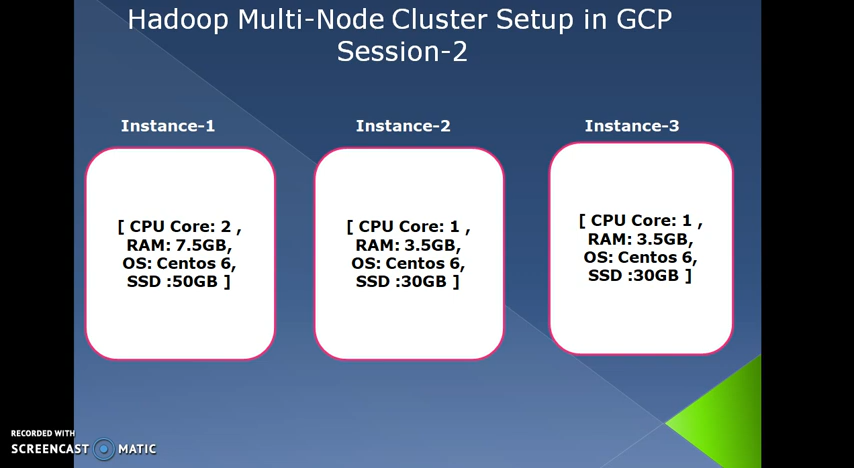 Hadoop Multi-Node Cluster Setup in GCP
Session-2
Instance-1
[ CPU Core: 2 ,
RAM: 7.5GB,
OS: Centos 6,
SSD :50GB ]
Instance-2
[ CPU Core: 1 ,
RAM: 3.5GB,
OS: Centos 6,
SSD :30GB ]
Instance-3
[ CPU Core: 1 ,
RAM: 3.5GB,
OS: Centos 6,
SSD :30GB ]
RECORDED WITH
SCREENCAST MATIC